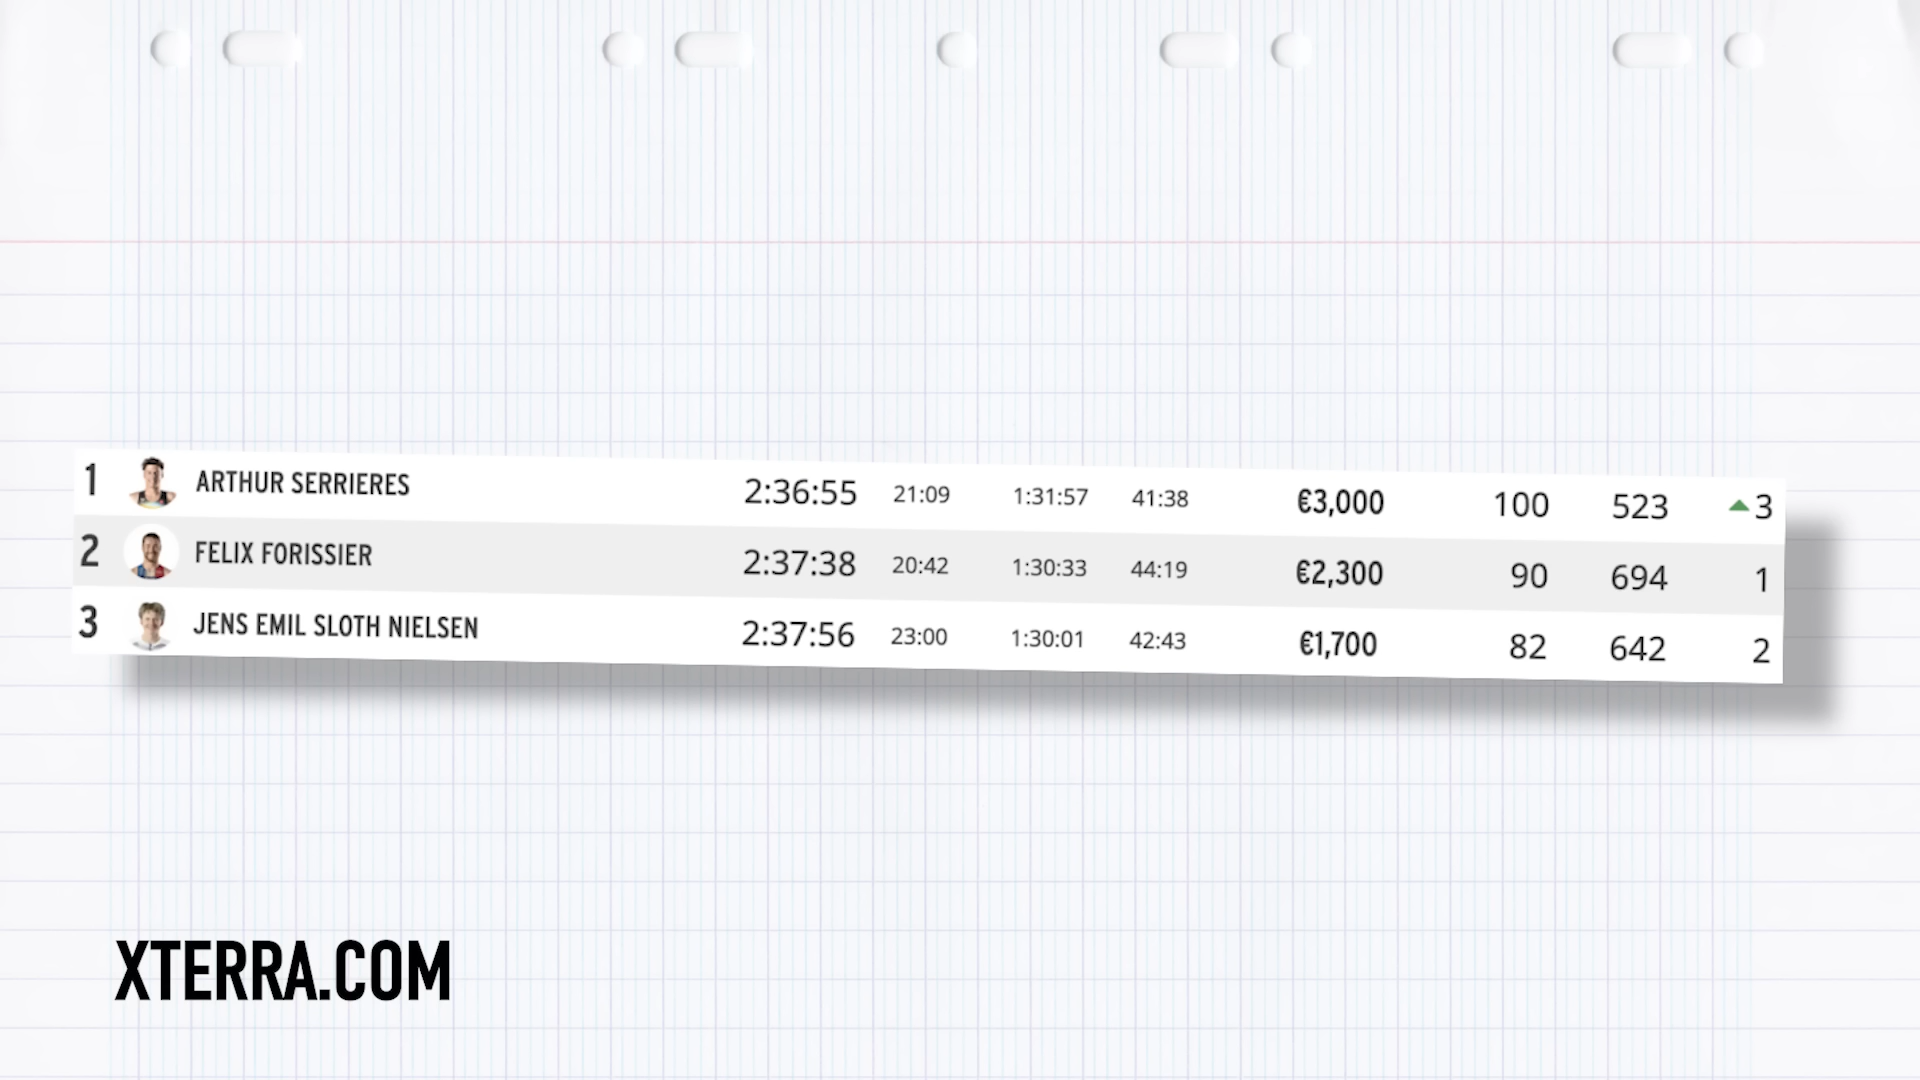 1 ARTHUR SERRIERES 2:36:55 21:09 1:31:57 41:38 €3,000 100 523 3
2 FELIX FORISSIER 2:37:38 20:42 1:30:33 44:19 €2,300 90 694 1
3 JENS EMIL SLOTH NIELSEN 2:37:56 23:00 1:30:01 42:43 €1,700 82 642 2
XTERRA.COM